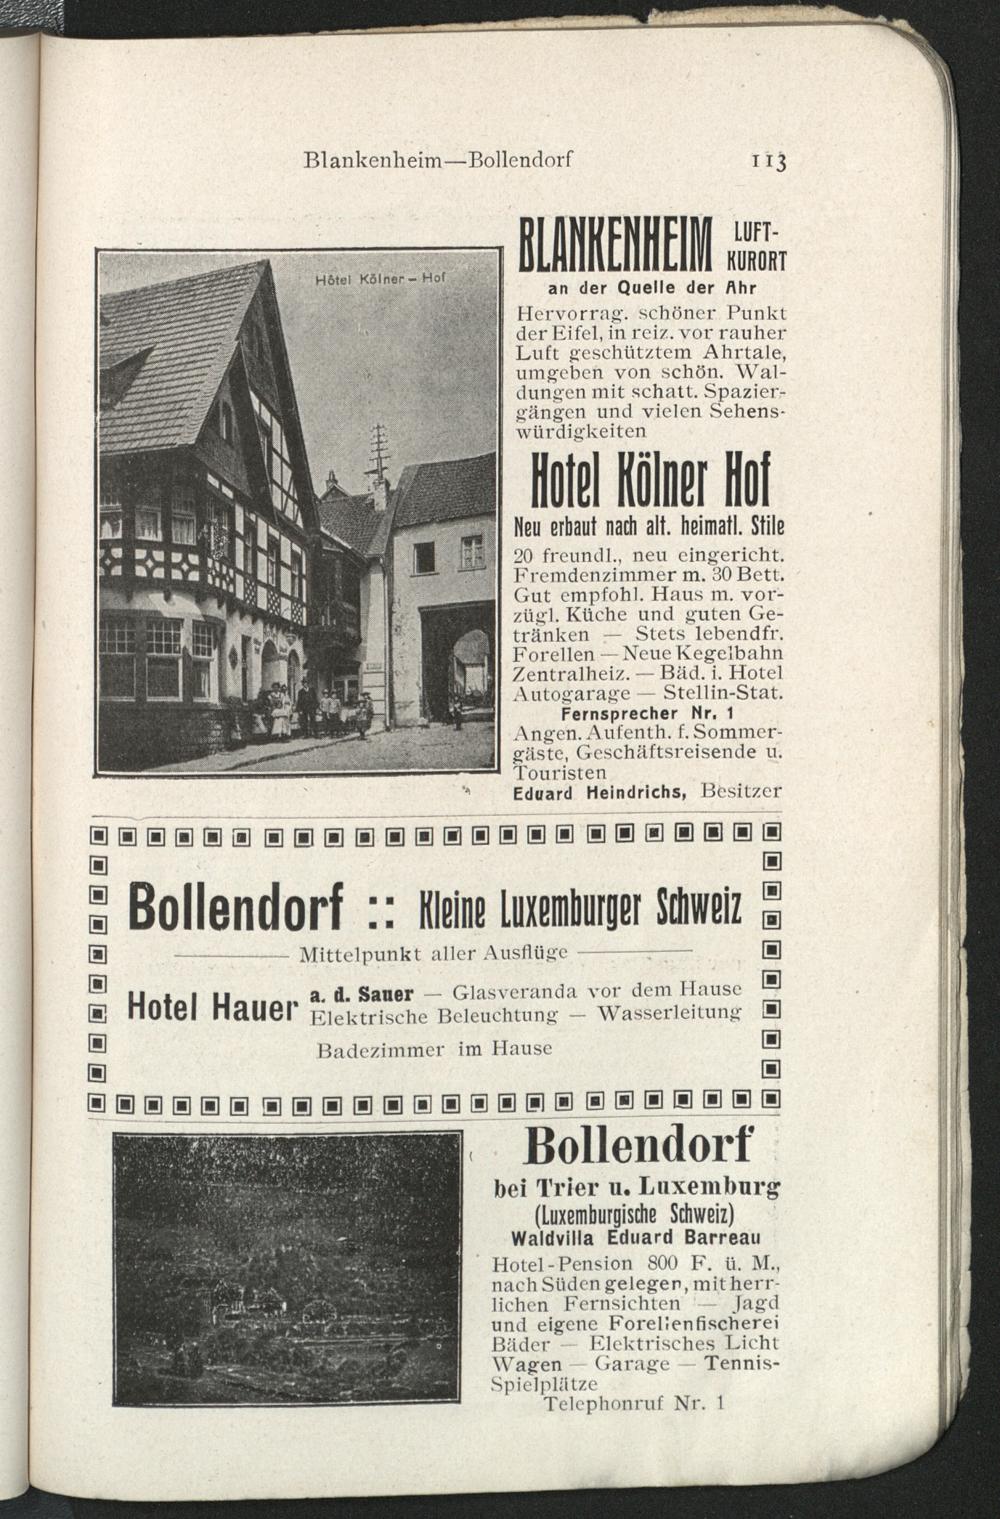 Blankenheim—Bollendorf 113
Hôtel Kölner – Hof
BLANKENHEIM LUFT-
KURORT
an der Quelle der Ahr
Hervorrag. schöner Punkt
der Eifel, in reiz. vor rauher
Luft geschütztem Ahrtale,
umgeben von schön. Wal-
dungen mit schatt. Spazier-
gängen und vielen Sehens-
würdigkeiten
Hotel Kölner Hof
Neu erbaut nach alt. heimatl. Stile
20 freundl., neu eingericht.
Fremdenzimmer m. 30 Bett.
Gut empfohl. Haus m. vor-
zügl. Küche und guten Ge-
tränken — Stets lebendfr.
Forellen — Neue Kegelbahn
Zentralheiz. — Bäd. i. Hotel
Autogarage — Stellin-Stat.
Fernsprecher Nr. 1
Angen. Aufenth. f. Sommer-
gäste, Geschäftsreisende u.
Touristen
Eduard Heindrichs, Besitzer
Bollendorf :: Kleine Luxemburger Schweiz
Mittelpunkt aller Ausflüge
Hotel Hauer a. d. Sauer — Glasveranda vor dem Hause
Elektrische Beleuchtung — Wasserleitung
Badezimmer im Hause
Bollendorf
bei Trier u. Luxemburg
(Luxemburgische Schweiz)
Waldvilla Eduard Barreau
Hotel-Pension 800 F. ü. M.,
nach Süden gelegen, mit herr-
lichen Fernsichten — Jagd
und eigene Forellenfischerei
Bäder — Elektrisches Licht
Wagen — Garage — Tennis-
Spielplätze
Telephonruf Nr. 1